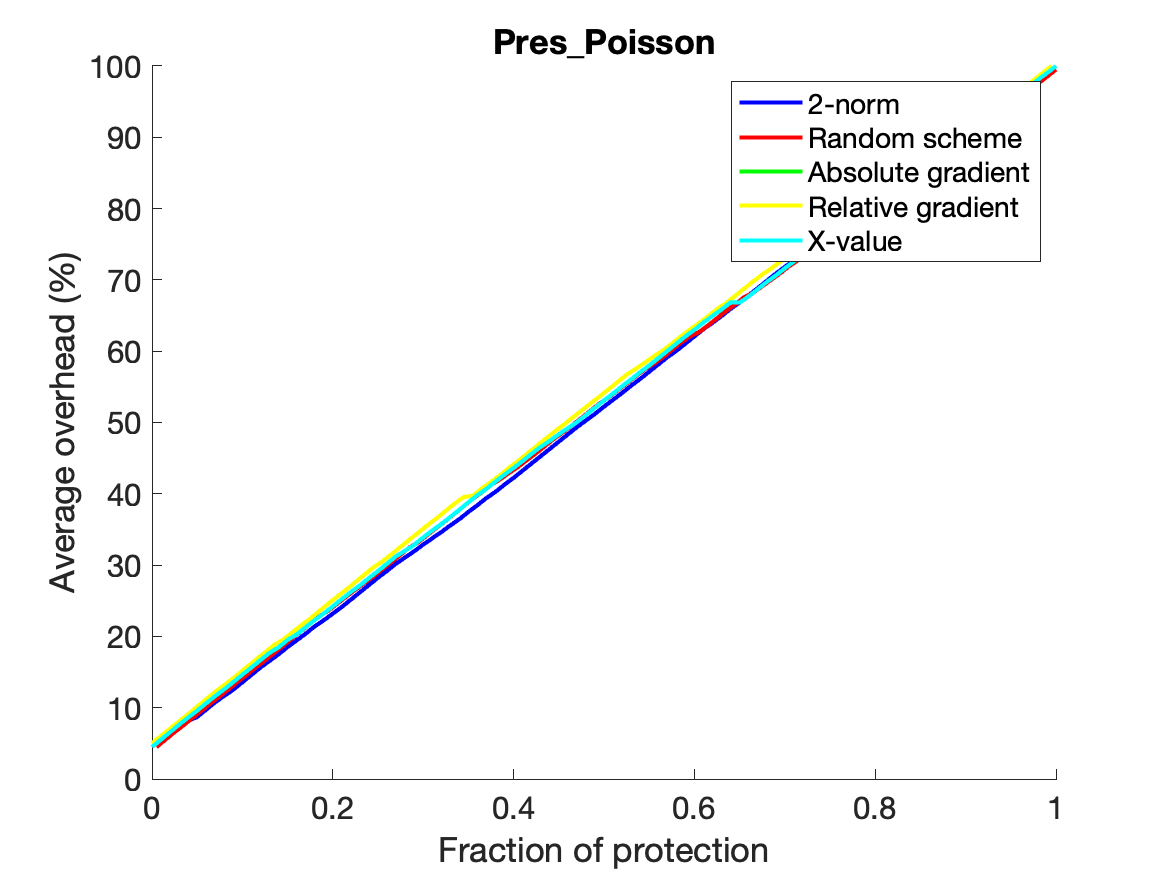 Pres_Poisson
100
90
80
70
60
50
40
30
20
10
0
Average overhead (%)
2-norm
Random scheme
Absolute gradient
Relative gradient
X-value
0 0.2 0.4 0.6 0.8 1
Fraction of protection